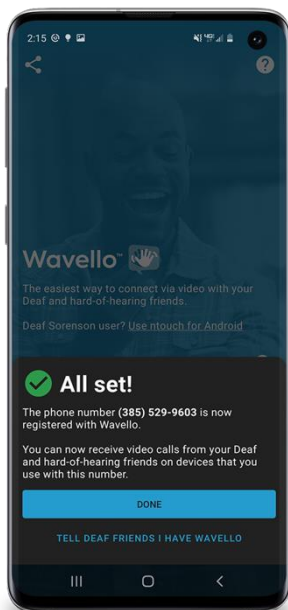 2:15
Wavello™
The easiest way to connect via video with your
Deaf and hard-of-hearing friends.
Deaf Sorenson user? Use ntouch for Android
All set!
The phone number (385) 529-9603 is now
registered with Wavello.
You can now receive video calls from your Deaf
and hard-of-hearing friends on devices that you
use with this number.
DONE
TELL DEAF FRIENDS I HAVE WAVELLO